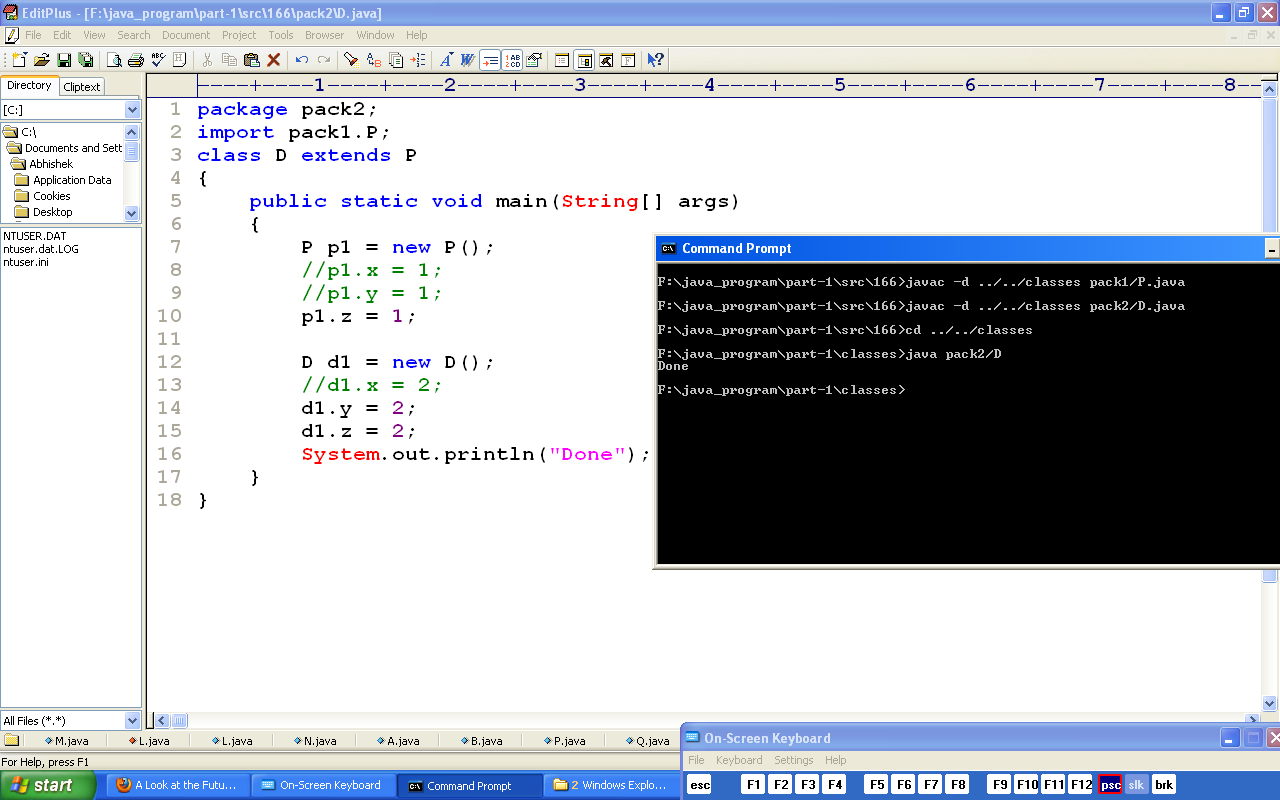 EditPlus - [F:\java_program\part-1\src\166\pack2\D.java]
File Edit View Search Document Project Tools Browser Window Help
Directory Cliptext
[C:]
C:\
Documents and Sett
Abhishek
Application Data
Cookies
Desktop
NTUSER.DAT
ntuser.dat.LOG
ntuser.ini
All Files (*.*)
----+----1----+----2----+----3----+----4----+----5----+----6----+----7----+----8--
1 package pack2;
2 import pack1.P;
3 class D extends P
4 {
5 public static void main(String[] args)
6 {
7 P p1 = new P();
8 //p1.x = 1;
9 //p1.y = 1;
10 p1.z = 1;
11
12 D d1 = new D();
13 //d1.x = 2;
14 d1.y = 2;
15 d1.z = 2;
16 System.out.println("Done");
17 }
18 }
Command Prompt
F:\java_program\part-1\src\166>javac -d ../../classes pack1/P.java
F:\java_program\part-1\src\166>javac -d ../../classes pack2/D.java
F:\java_program\part-1\src\166>cd ../../classes
F:\java_program\part-1\classes>java pack2/D
Done
F:\java_program\part-1\classes>
M.java L.java L.java N.java A.java B.java P.java Q.java
For Help, press F1
On-Screen Keyboard
File Keyboard Settings Help
esc F1 F2 F3 F4 F5 F6 F7 F8 F9 F10 F11 F12 psc slk brk
start A Look at the Futu... On-Screen Keyboard Command Prompt 2 Windows Explo...